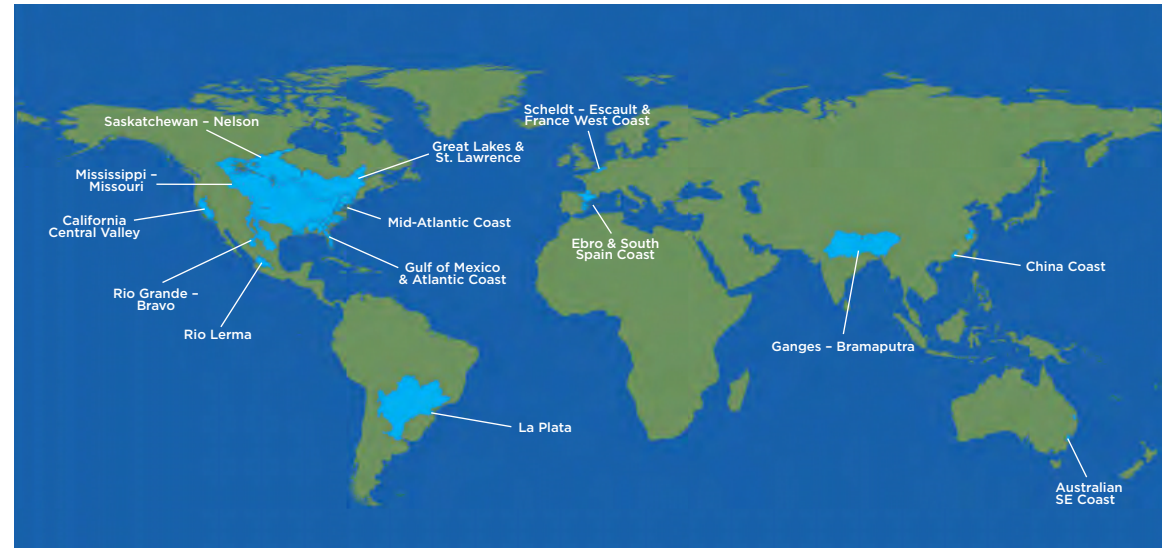 Scheldt – Escault &
France West Coast
Saskatchewan – Nelson
Great Lakes &
St. Lawrence
Mississippi –
Missouri
California
Central Valley
Mid-Atlantic Coast
Ebro & South
Spain Coast
Gulf of Mexico
& Atlantic Coast
China Coast
Rio Grande –
Bravo
Rio Lerma
Ganges – Bramaputra
La Plata
Australian
SE Coast